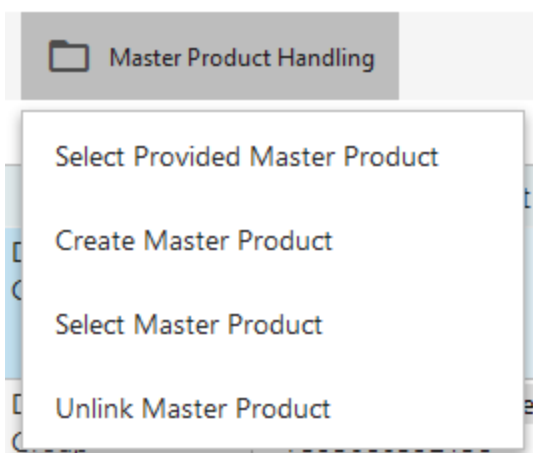 Master Product Handling
Select Provided Master Product
Create Master Product
Select Master Product
Unlink Master Product